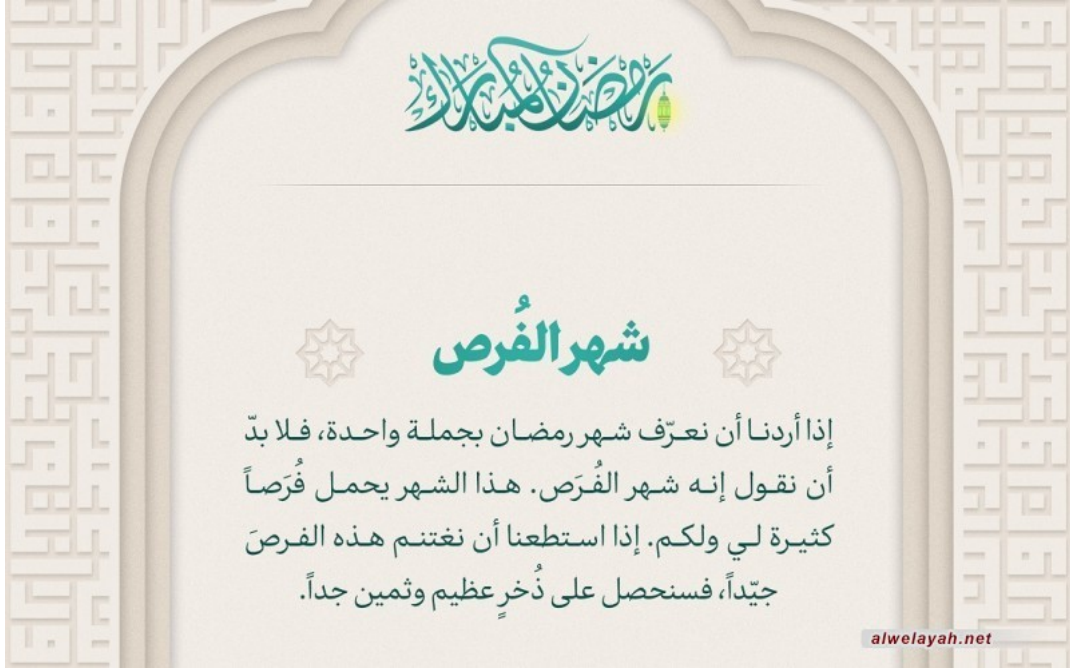 رمضان المبارك
شهر الفُرص
إذا أردنا أن نعرّف شهر رمضان بجملة واحدة، فلا بدّ
أن نقول إنه شهر الفُرَص. هذا الشهر يحمل فُرَصاً
كثيرة لي ولكم. إذا استطعنا أن نغتنم هذه الفرصَ
جيّداً، فسنحصل على ذُخرٍ عظيم وثمين جداً.
alwelayah.net